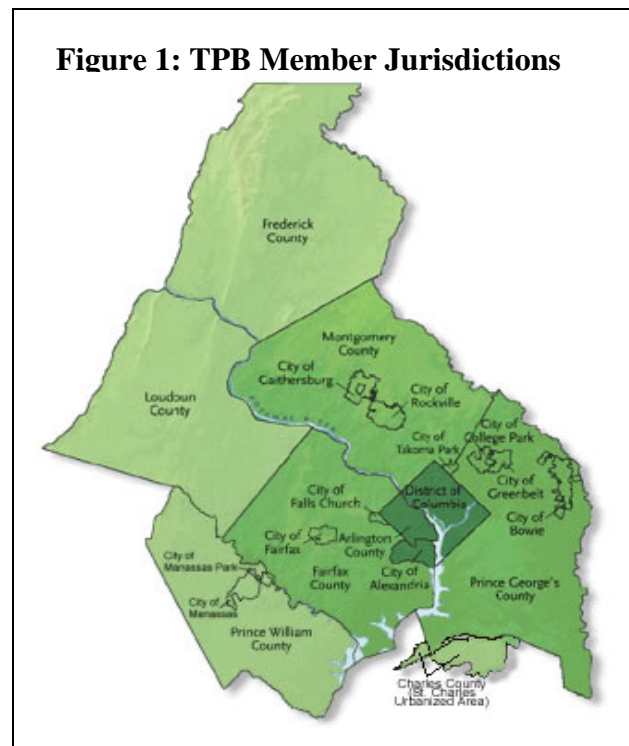 Figure 1: TPB Member Jurisdictions
Frederick
County
Montgomery
County
City of
Gaithersburg
City of
Rockville
Loudoun
County
POTOMAC RIVER
City of
Takoma Park
City of
College Park
City of
Greenbelt
City of
Bowie
District of
Columbia
City of
Falls Church
City of
Fairfax
Arlington
County
City of
Alexandria
Fairfax
County
Prince George's
County
City of
Manassas Park
City of
Manassas
Prince William
County
Charles County
(St. Charles
Urbanized Area)